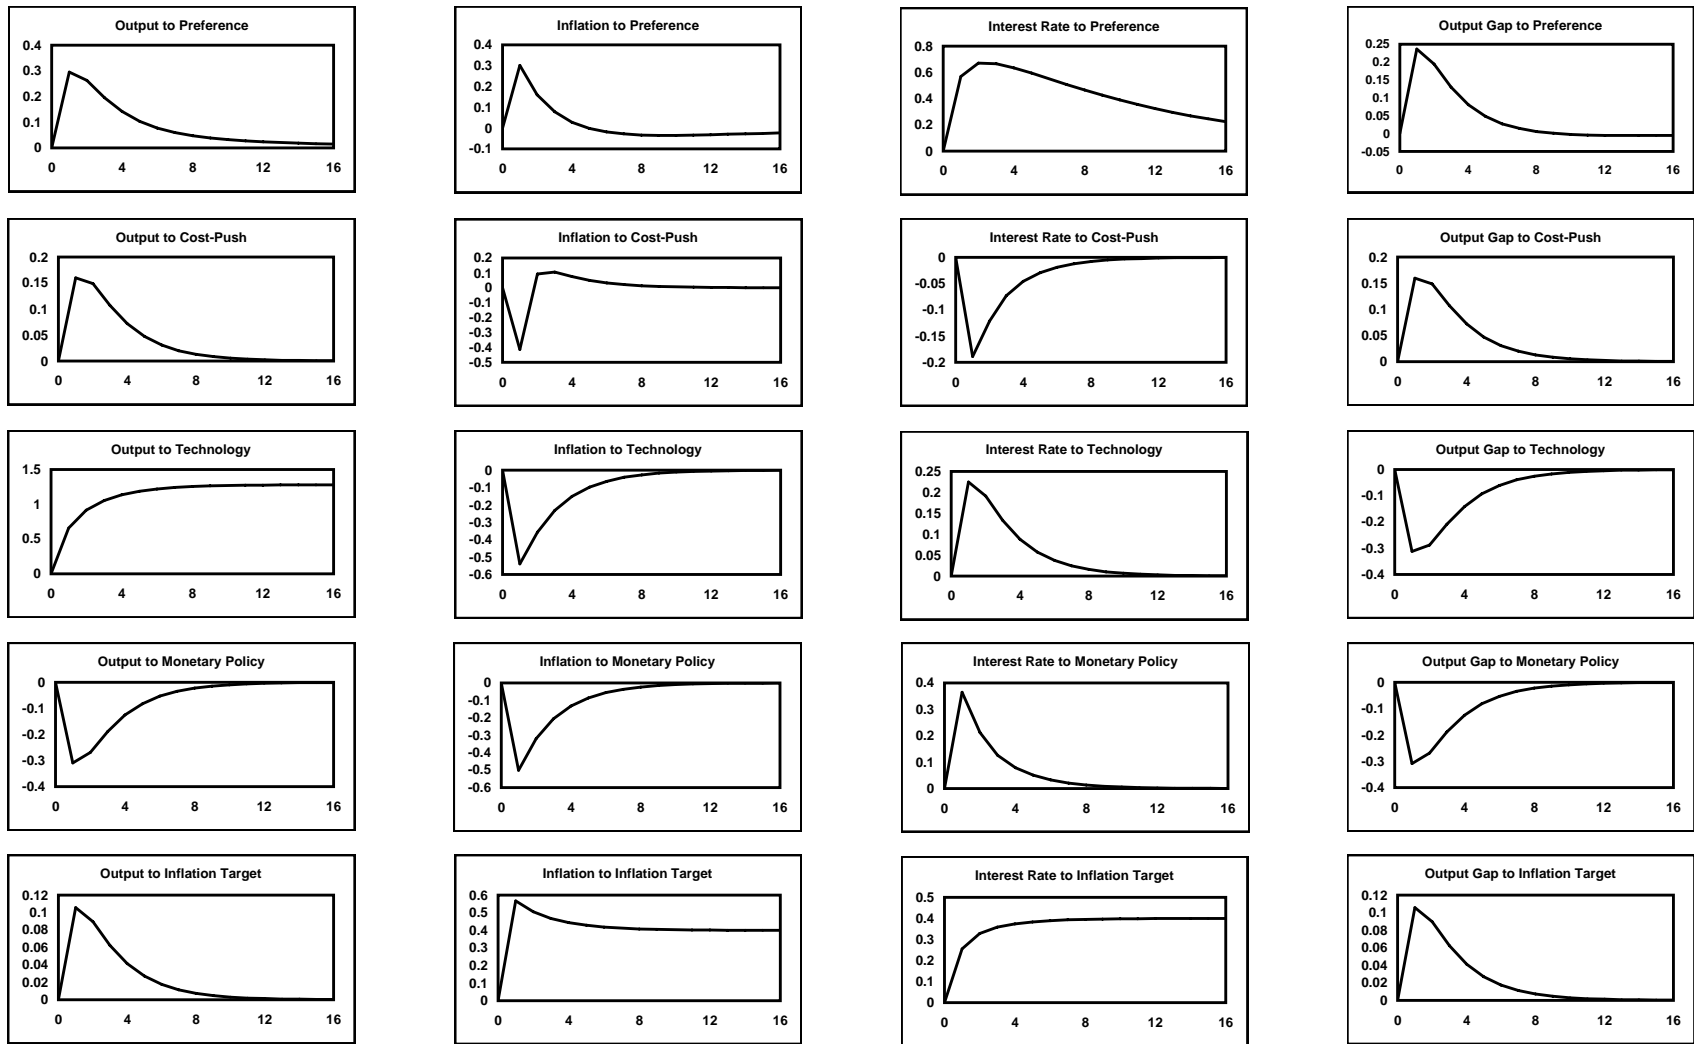 Output to Preference
0.4
0.3
0.2
0.1
0
0 4 8 12 16
Inflation to Preference
0.4
0.3
0.2
0.1
0
-0.1
0 4 8 12 16
Interest Rate to Preference
0.8
0.6
0.4
0.2
0
0 4 8 12 16
Output Gap to Preference
0.25
0.2
0.15
0.1
0.05
0
-0.05
0 4 8 12 16
Output to Cost-Push
0.2
0.15
0.1
0.05
0
0 4 8 12 16
Inflation to Cost-Push
0.2
0.1
0
-0.1
-0.2
-0.3
-0.4
-0.5
0 4 8 12 16
Interest Rate to Cost-Push
0
-0.05
-0.1
-0.15
-0.2
0 4 8 12 16
Output Gap to Cost-Push
0.2
0.15
0.1
0.05
0
0 4 8 12 16
Output to Technology
1.5
1
0.5
0
0 4 8 12 16
Inflation to Technology
0
-0.1
-0.2
-0.3
-0.4
-0.5
-0.6
0 4 8 12 16
Interest Rate to Technology
0.25
0.2
0.15
0.1
0.05
0
0 4 8 12 16
Output Gap to Technology
0
-0.1
-0.2
-0.3
-0.4
0 4 8 12 16
Output to Monetary Policy
0
-0.1
-0.2
-0.3
-0.4
0 4 8 12 16
Inflation to Monetary Policy
0
-0.1
-0.2
-0.3
-0.4
-0.5
-0.6
0 4 8 12 16
Interest Rate to Monetary Policy
0.4
0.3
0.2
0.1
0
0 4 8 12 16
Output Gap to Monetary Policy
0
-0.1
-0.2
-0.3
-0.4
0 4 8 12 16
Output to Inflation Target
0.12
0.1
0.08
0.06
0.04
0.02
0
0 4 8 12 16
Inflation to Inflation Target
0.6
0.5
0.4
0.3
0.2
0.1
0
0 4 8 12 16
Interest Rate to Inflation Target
0.5
0.4
0.3
0.2
0.1
0
0 4 8 12 16
Output Gap to Inflation Target
0.12
0.1
0.08
0.06
0.04
0.02
0
0 4 8 12 16